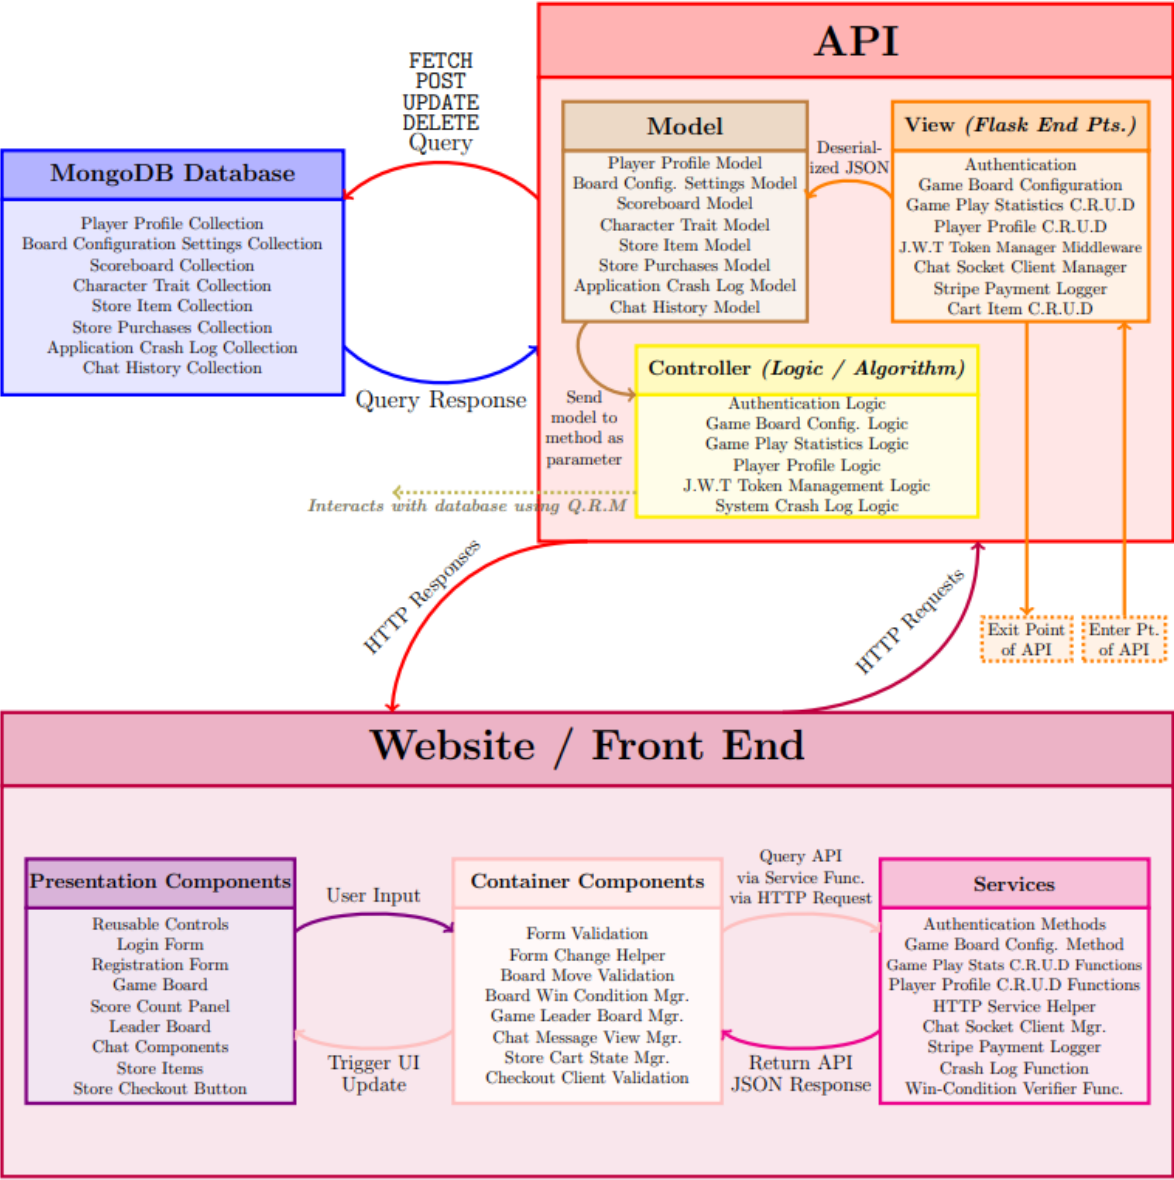 API
FETCH
POST
UPDATE
DELETE
Query
MongoDB Database
Player Profile Collection
Board Configuration Settings Collection
Scoreboard Collection
Character Trait Collection
Store Item Collection
Store Purchases Collection
Application Crash Log Collection
Chat History Collection
Query Response
Model
Player Profile Model
Board Config. Settings Model
Scoreboard Model
Character Trait Model
Store Item Model
Store Purchases Model
Application Crash Log Model
Chat History Model
Deserial-
ized JSON
View (Flask End Pts.)
Authentication
Game Board Configuration
Game Play Statistics C.R.U.D
Player Profile C.R.U.D
J.W.T Token Manager Middleware
Chat Socket Client Manager
Stripe Payment Logger
Cart Item C.R.U.D
Send
model to
method as
parameter
Controller (Logic / Algorithm)
Authentication Logic
Game Board Config. Logic
Game Play Statistics Logic
Player Profile Logic
J.W.T Token Management Logic
System Crash Log Logic
Interacts with database using Q.R.M
HTTP Responses
HTTP Requests
Exit Point
of API
Enter Pt.
of API
Website / Front End
Presentation Components
Reusable Controls
Login Form
Registration Form
Game Board
Score Count Panel
Leader Board
Chat Components
Store Items
Store Checkout Button
User Input
Trigger UI
Update
Container Components
Form Validation
Form Change Helper
Board Move Validation
Board Win Condition Mgr.
Game Leader Board Mgr.
Chat Message View Mgr.
Store Cart State Mgr.
Checkout Client Validation
Query API
via Service Func.
via HTTP Request
Return API
JSON Response
Services
Authentication Methods
Game Board Config. Method
Game Play Stats C.R.U.D Functions
Player Profile C.R.U.D Functions
HTTP Service Helper
Chat Socket Client Mgr.
Stripe Payment Logger
Crash Log Function
Win-Condition Verifier Func.